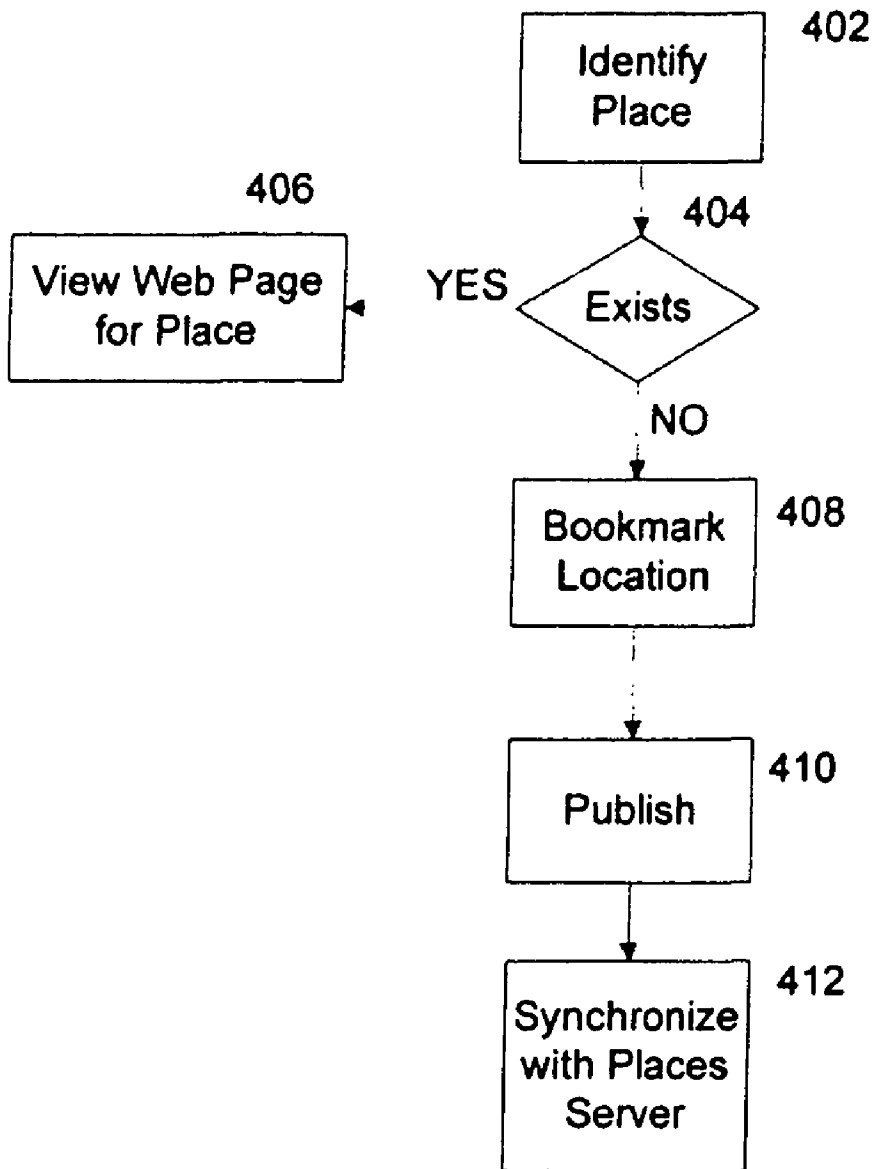 402
Identify
Place
406
404
View Web Page
for Place
YES
Exists
NO
408
Bookmark
Location
410
Publish
412
Synchronize
with Places
Server